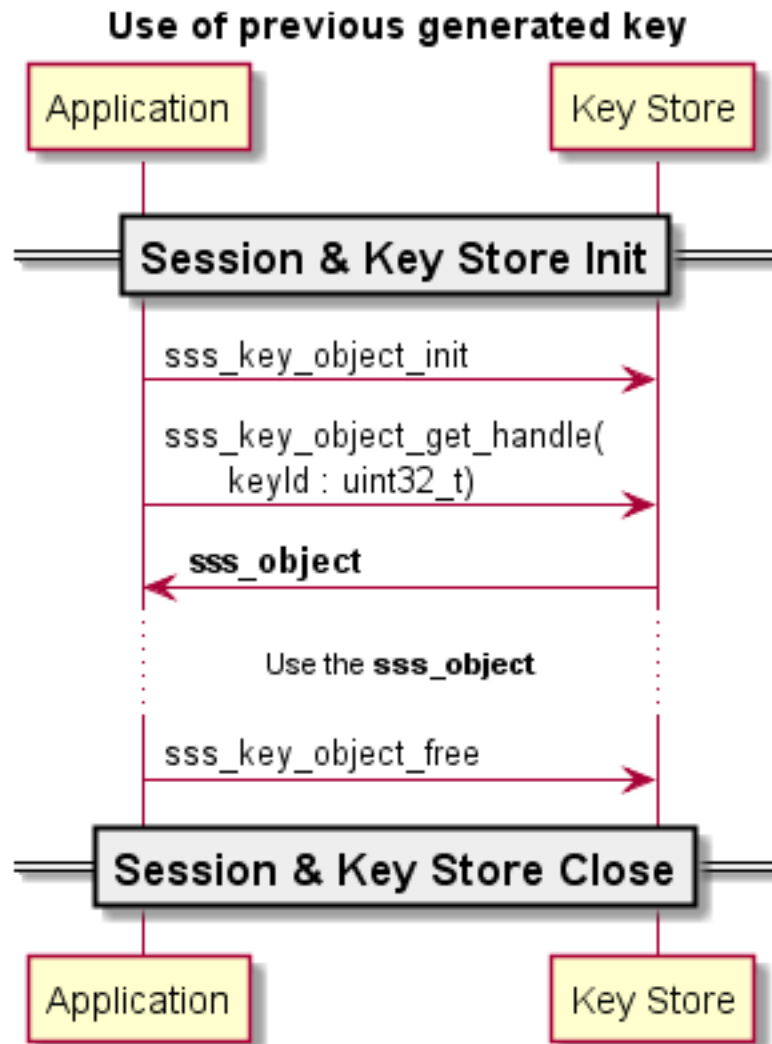 Use of previous generated key
Application
Key Store
Session & Key Store Init
sss_key_object_init
sss_key_object_get_handle(
keyId : uint32_t)
sss_object
Use the sss_object
sss_key_object_free
Session & Key Store Close
Application
Key Store